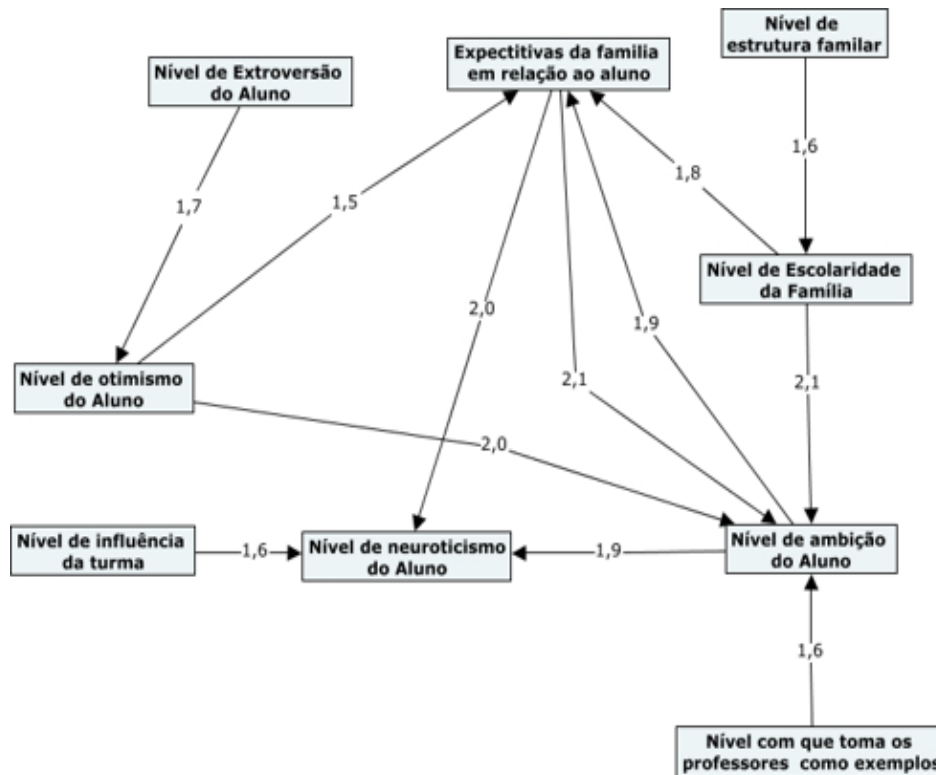 Nível de
estrutura familar
Expectitivas da familia
em relação ao aluno
Nível de Extroversão
do Aluno
1,6
1,8
1,5
1,7
Nível de Escolaridade
da Família
2,0
1,9
2,1
2,1
Nível de otimismo
do Aluno
2,0
Nível de influência
da turma
1,6
Nível de neuroticismo
do Aluno
1,9
Nível de ambição
do Aluno
1,6
Nível com que toma os
professores como exemplos